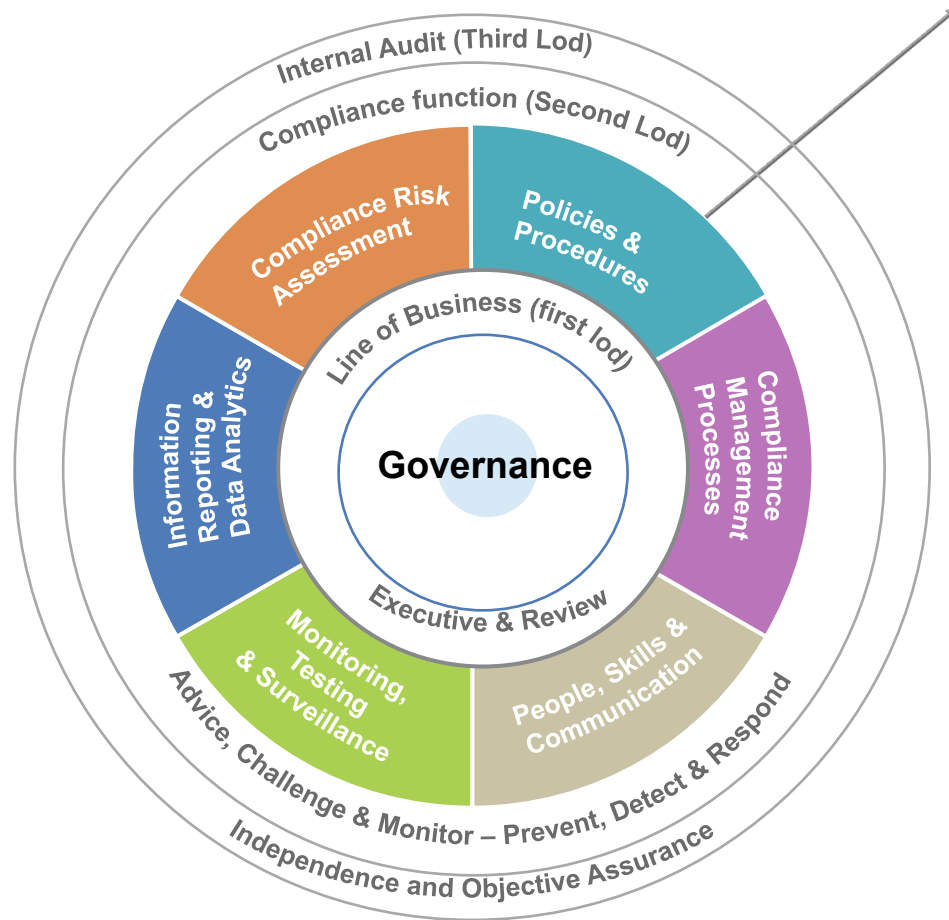 Internal Audit (Third Lod)
Compliance function (Second Lod)
Compliance Risk
Assessment
Policies &
Procedures
Line of Business (first lod)
Information
Reporting &
Data Analytics
Governance
Compliance
Management
Processes
Executive & Review
Monitoring,
Testing
& Surveillance
People, Skills &
Communication
Advice, Challenge & Monitor – Prevent, Detect & Respond
Independence and Objective Assurance